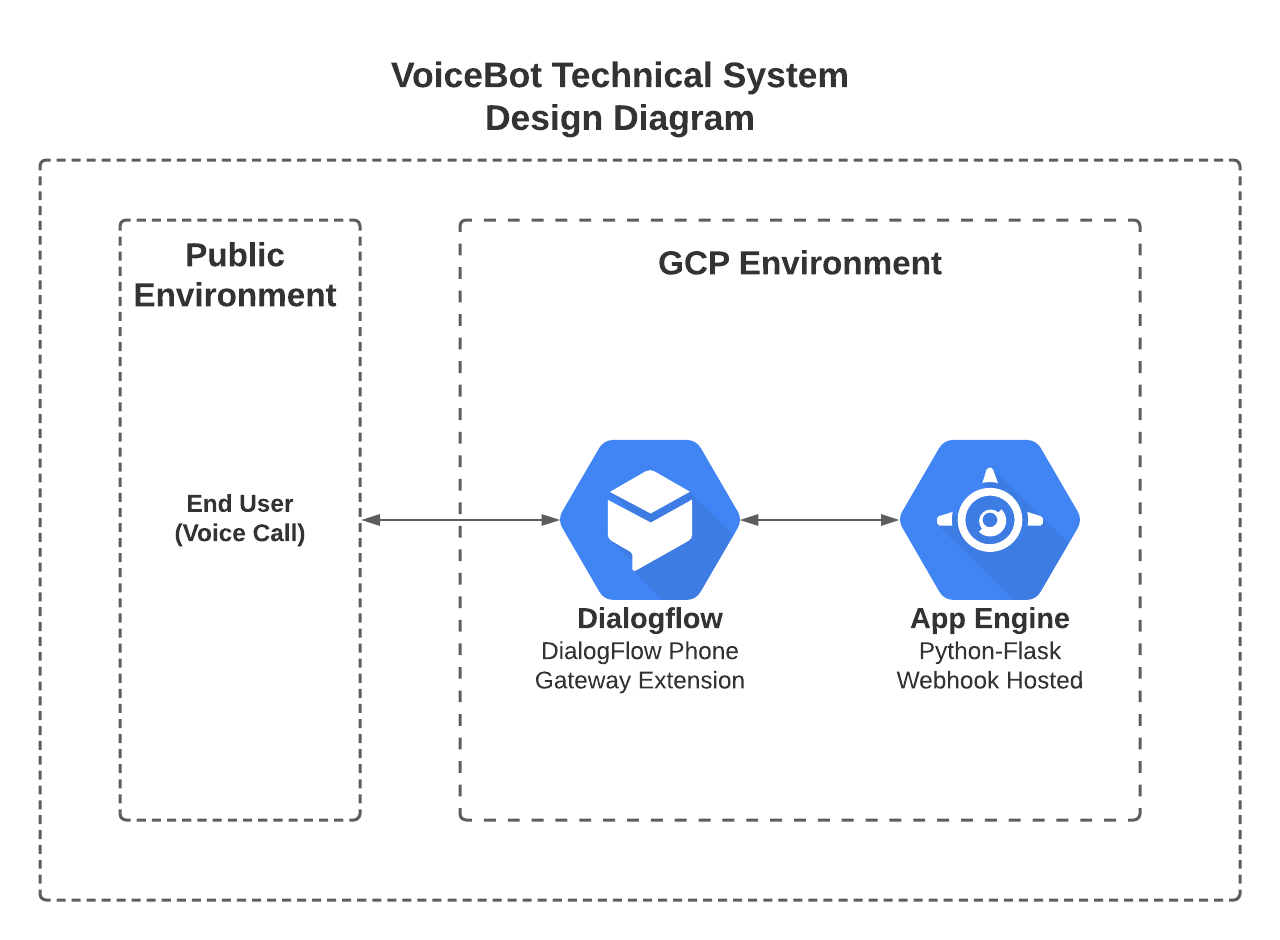 VoiceBot Technical System
Design Diagram
Public
Environment
GCP Environment
End User
(Voice Call)
Dialogflow
DialogFlow Phone
Gateway Extension
App Engine
Python-Flask
Webhook Hosted